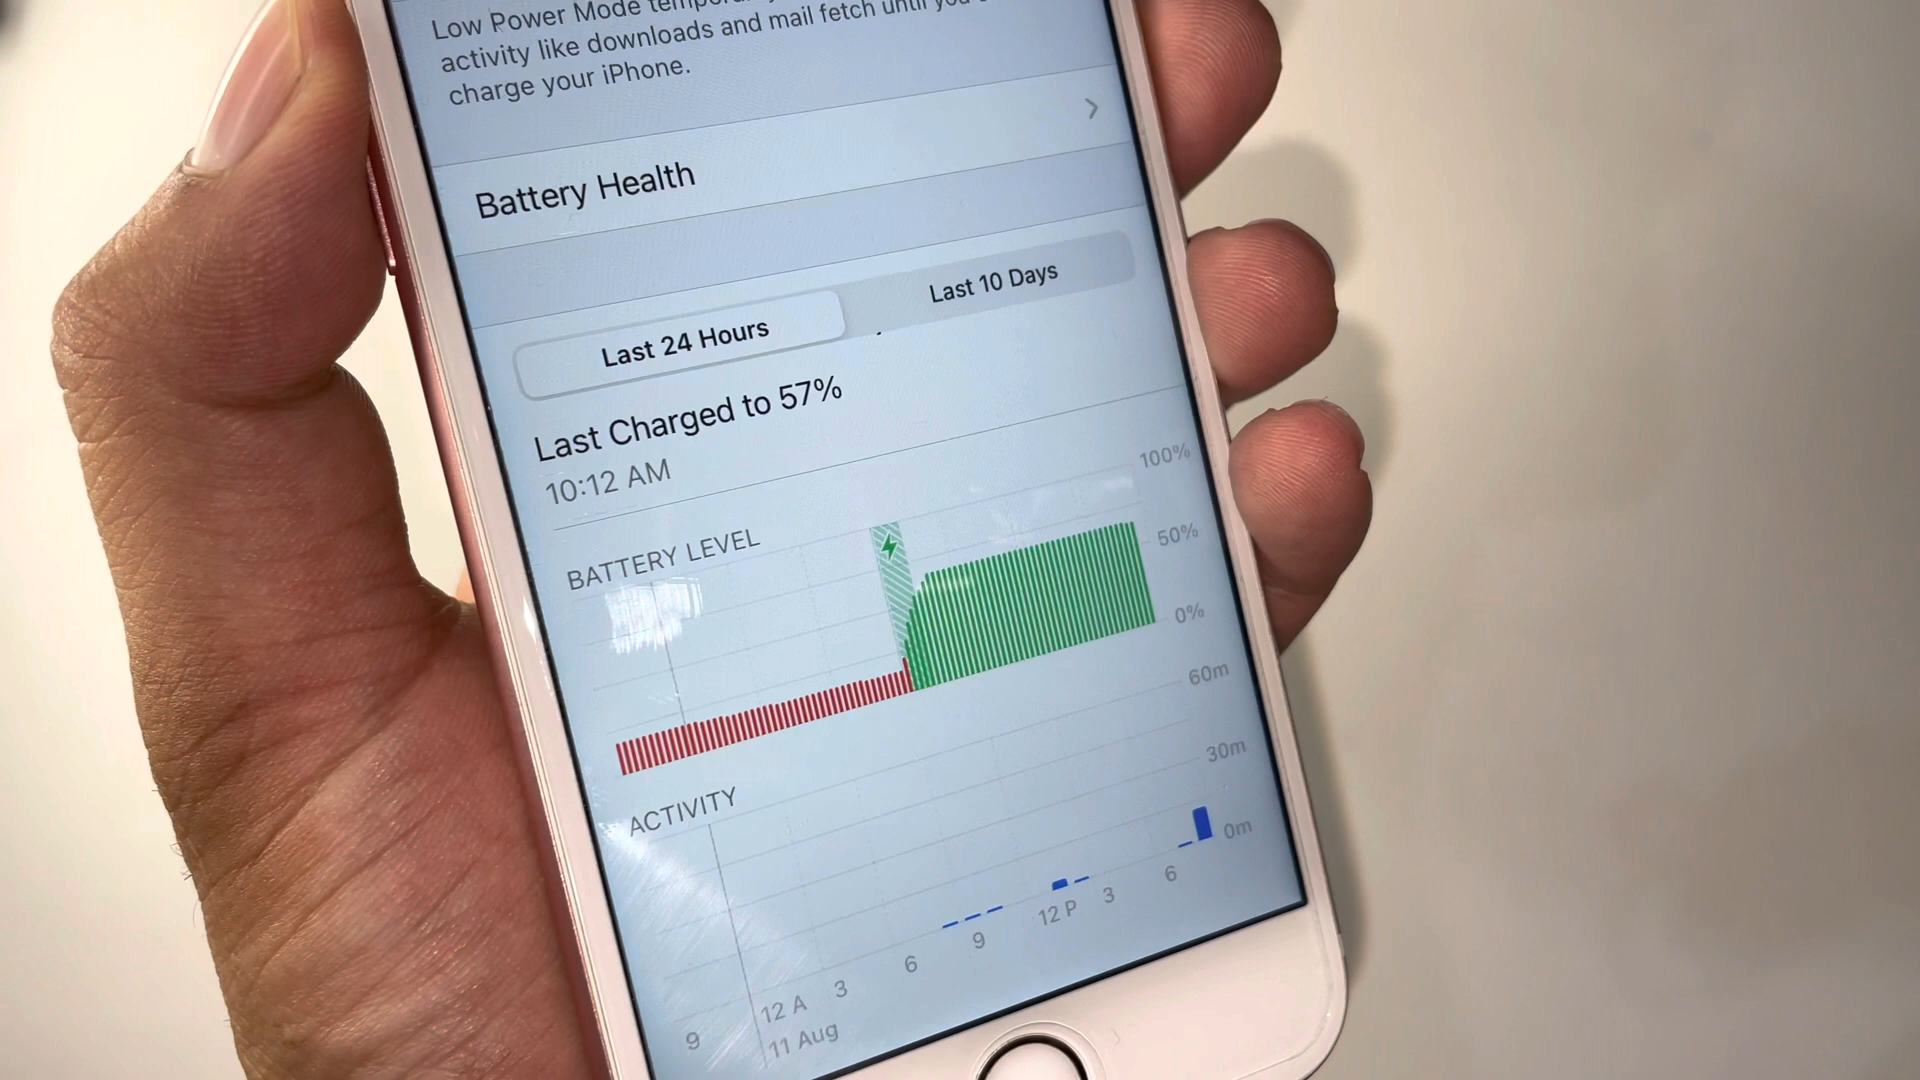 Low Power Mode
activity like downloads and mail fetch until you
charge your iPhone.
Battery Health
Last 24 Hours
Last 10 Days
Last Charged to 57%
10:12 AM
BATTERY LEVEL
100%
50%
0%
60m
ACTIVITY
30m
0m
9
12 A
3
6
9
12 P
3
6
11 Aug